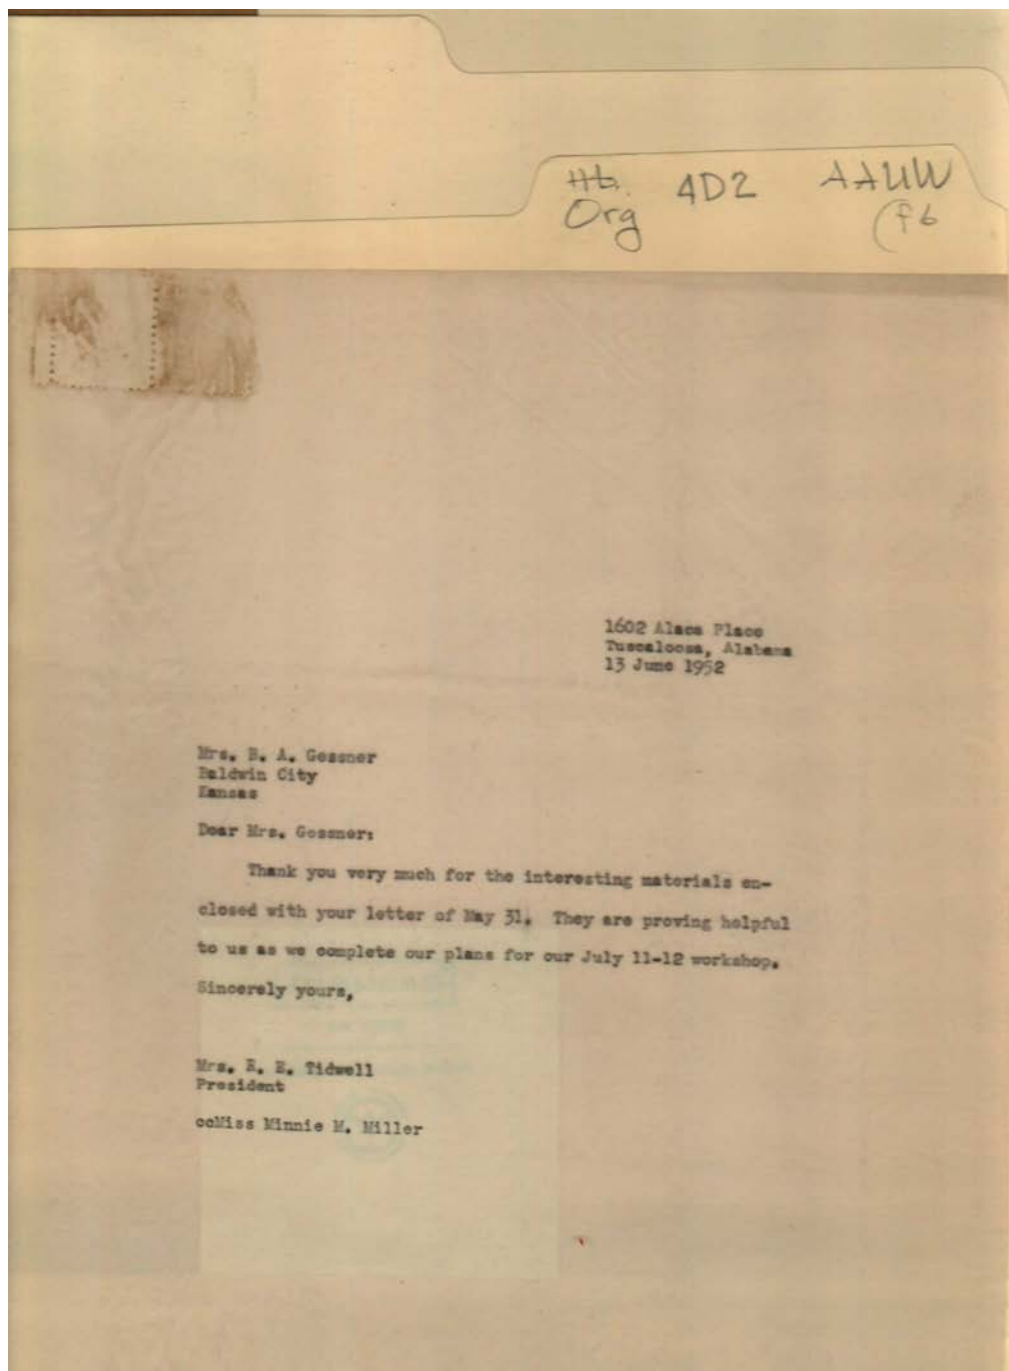 Hb. 4D2 AAUW
Org (f6
1602 Alaca Place
Tuscaloosa, Alabama
13 June 1952
Mrs. B. A. Gessner
Baldwin City
Kansas
Dear Mrs. Gessner:
Thank you very much for the interesting materials en-
closed with your letter of May 31. They are proving helpful
to us as we complete our plans for our July 11-12 workshop.
Sincerely yours,
Mrs. R. E. Tidwell
President
ccMiss Minnie M. Miller